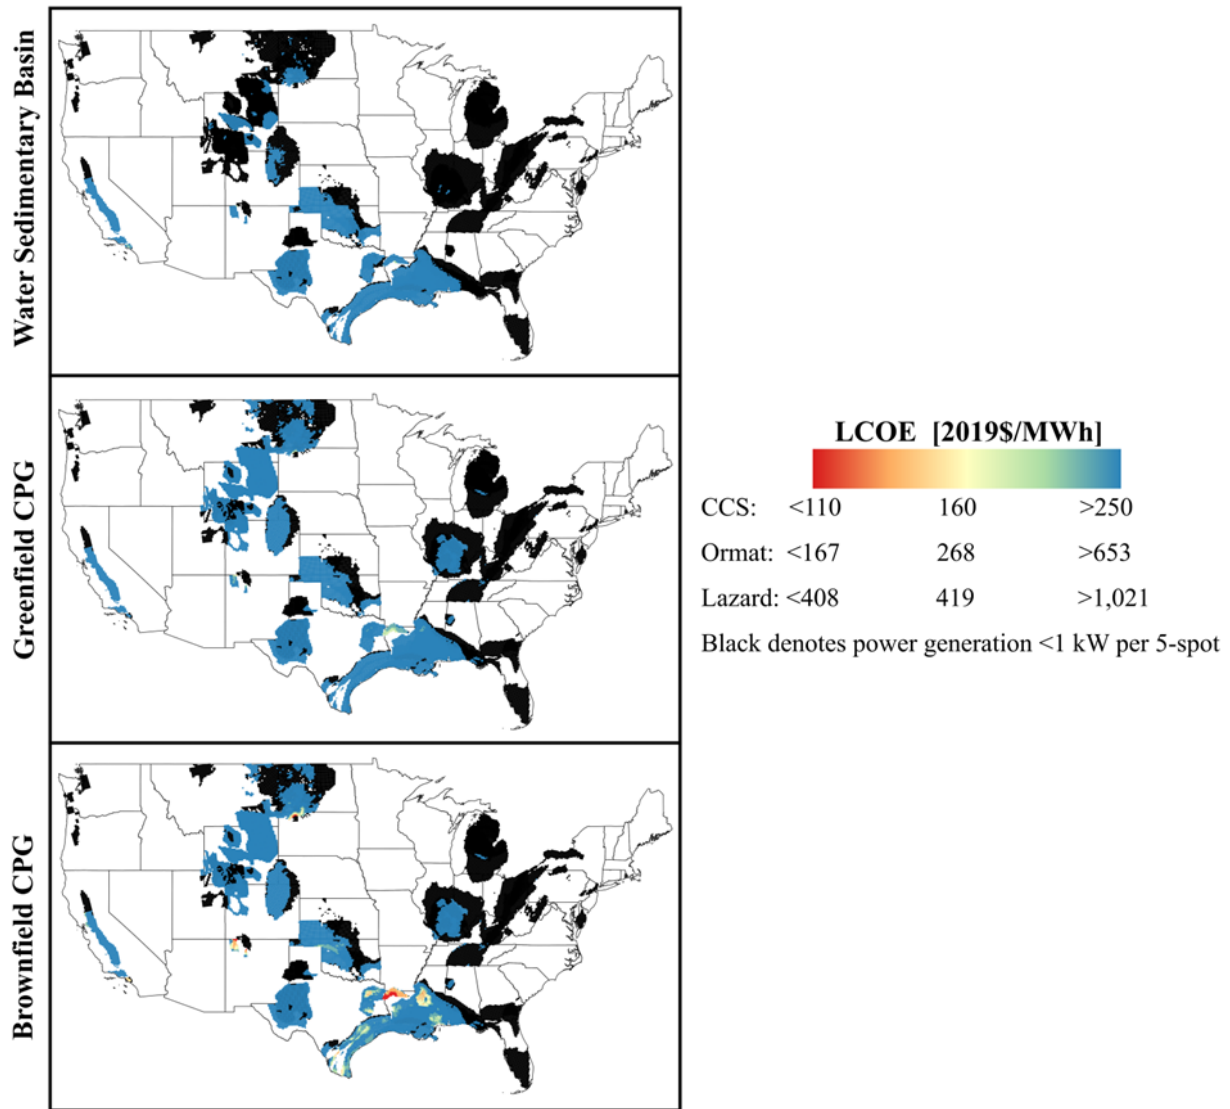 Water Sedimentary Basin
Greenfield CPG
Brownfield CPG
LCOE [2019$/MWh]
CCS: <110 160 >250
Ormat: <167 268 >653
Lazard: <408 419 >1,021
Black denotes power generation <1 kW per 5-spot